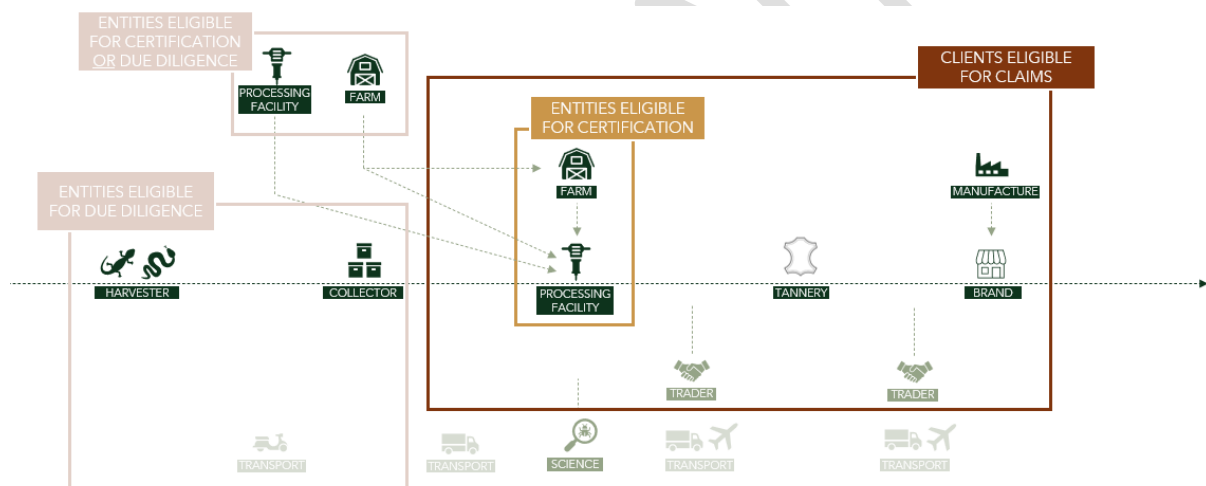 ENTITIES ELIGIBLE
FOR CERTIFICATION
OR DUE DILIGENCE
PROCESSING
FACILITY
FARM
CLIENTS ELIGIBLE
FOR CLAIMS
ENTITIES ELIGIBLE
FOR CERTIFICATION
FARM
MANUFACTURE
ENTITIES ELIGIBLE
FOR DUE DILIGENCE
HARVESTER
COLLECTOR
PROCESSING
FACILITY
TANNERY
BRAND
TRADER
TRADER
TRANSPORT
TRANSPORT
SCIENCE
TRANSPORT
TRANSPORT